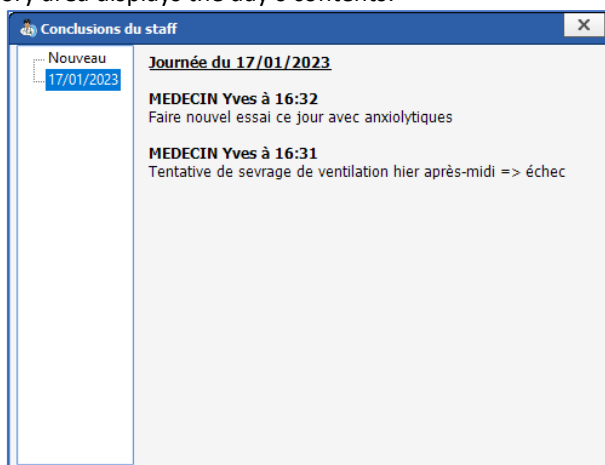 ory area displays the day's contents.
Conclusions du staff
Nouveau
17/01/2023
Journée du 17/01/2023
MEDECIN Yves à 16:32
Faire nouvel essai ce jour avec anxiolytiques
MEDECIN Yves à 16:31
Tentative de sevrage de ventilation hier après-midi => échec